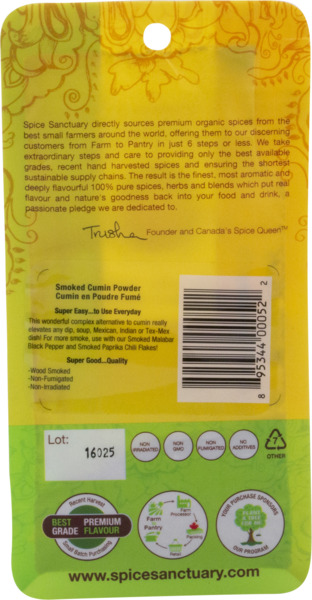 Spice Sanctuary directly sources premium organic spices from the
best small farmers around the world, offering them to our discerning
customers from Farm to Pantry in just 6 steps or less. We take
extraordinary steps and care to providing only the best available
grades, recent hand harvested spices and ensuring the shortest
sustainable supply chains. The result is the finest, most aromatic and
deeply flavourful 100% pure spices, herbs and blends which put real
flavour and nature's goodness back into your food and drink, a
passionate pledge we are dedicated to.
Trisha Founder and Canada's Spice Queen™
Smoked Cumin Powder
Cumin en Poudre Fumé
Super Easy...to Use Everyday
This wonderful complex alternative to cumin really
elevates any dip, soup, Mexican, Indian or Tex-Mex
dish! For more smoke, use with our Smoked Malabar
Black Pepper and Smoked Paprika Chili Flakes!
Super Good...Quality
-Wood Smoked
-Non-Fumigated
-Non-Irradiated
8 95344 00052 2
Lot:
16025
NON
IRRADIATED
NON
GMO
NON
FUMIGATED
NO
ADDITIVES
7
OTHER
Recent Harvest
BEST PREMIUM
GRADE FLAVOUR
Small Batch Purchasing
Farm
to
Pantry
Farm
Processing
Packing
Retail
YOUR PURCHASE SPONSORS
PLANT
A TREE
FOR ME
OUR PROGRAM
www.spicesanctuary.com